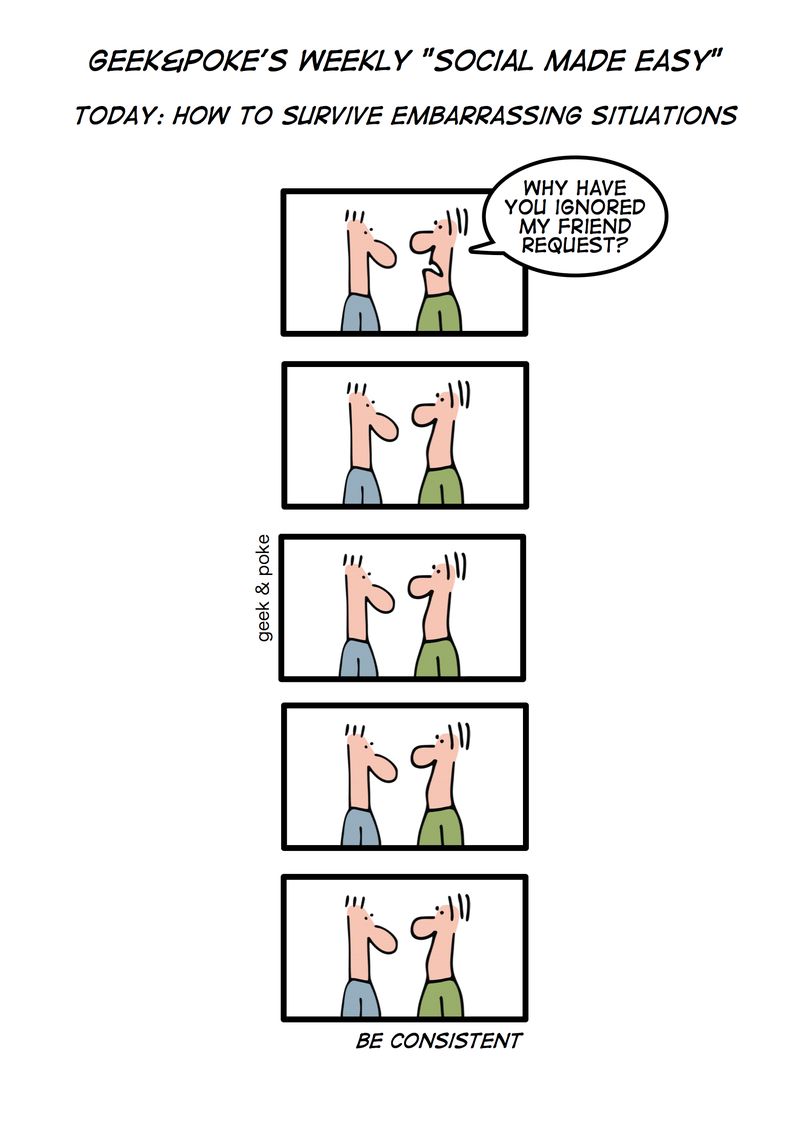 GEEK&POKE'S WEEKLY "SOCIAL MADE EASY"
TODAY: HOW TO SURVIVE EMBARRASSING SITUATIONS
WHY HAVE
YOU IGNORED
MY FRIEND
REQUEST?
geek & poke
BE CONSISTENT